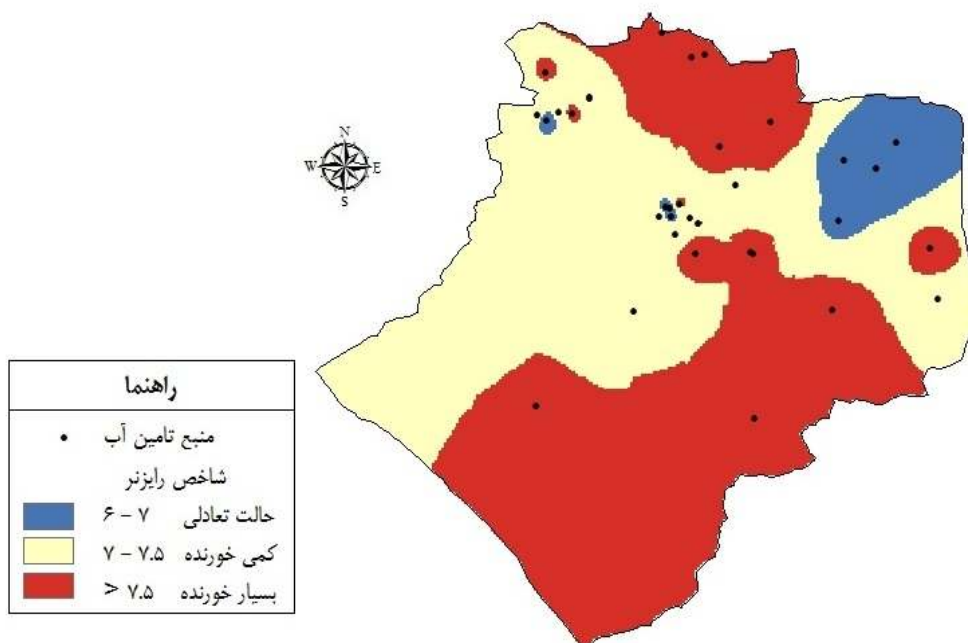 N
W E
S
راهنما
منبع تامین آب
شاخص رایزنر
حالت تعادلی ۶ – ۷
کمی خورنده ۷ – ۷.۵
بسیار خورنده > ۷.۵